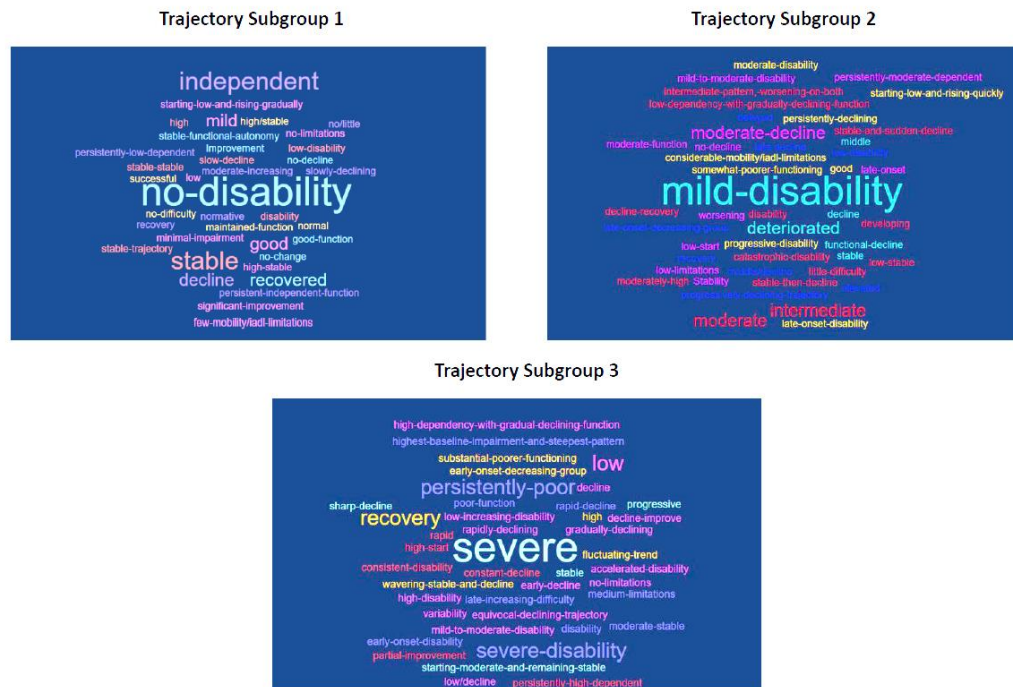 Trajectory Subgroup 1
independent
starting-low-and-rising-gradually
high mild high/stable no/little
stable-functional-autonomy no-limitations
Improvement low-disability
persistently-low-dependent slow-decline no-decline
stable-stable moderate-increasing slowly-declining
successful low
no-disability
no-difficulty normative disability
recovery maintained-function normal
minimal-impairment good good-function
stable-trajectory no-change
stable high-stable
decline recovered
persistent-independent-function
significant-improvement
few-mobility/iadl-limitations
Trajectory Subgroup 2
moderate-disability
mild-to-moderate-disability persistently-moderate-dependent
intermediate-pattern,-worsening-on-both starting-low-and-rising-quickly
low-dependency-with-gradually-declining-function
persistently-declining
moderate-decline stable-and-sudden-decline
moderate-function no-decline middle
considerable-mobility/iadl-limitations
somewhat-poorer-functioning good late-onset
mild-disability
decline-recovery worsening disability decline
deteriorated developing
low-start progressive-disability functional-decline
catastrophic-disability stable low-stable
low-limitations little-difficulty
moderately-high Stability stable-then-decline
intermediate
moderate late-onset-disability
Trajectory Subgroup 3
high-dependency-with-gradual-declining-function
highest-baseline-impairment-and-steepest-pattern
substantial-poorer-functioning low
early-onset-decreasing-group
persistently-poor decline
sharp-decline poor-function rapid-decline progressive
recovery low-increasing-disability high decline-improve
rapid rapidly-declining gradually-declining
high-start severe fluctuating-trend
consistent-disability constant-decline stable accelerated-disability
wavering-stable-and-decline early-decline no-limitations
high-disability late-increasing-difficulty medium-limitations
variability equivocal-declining-trajectory
mild-to-moderate-disability disability moderate-stable
early-onset-disability
partial-improvement severe-disability
starting-moderate-and-remaining-stable
low/decline persistently-high-dependent